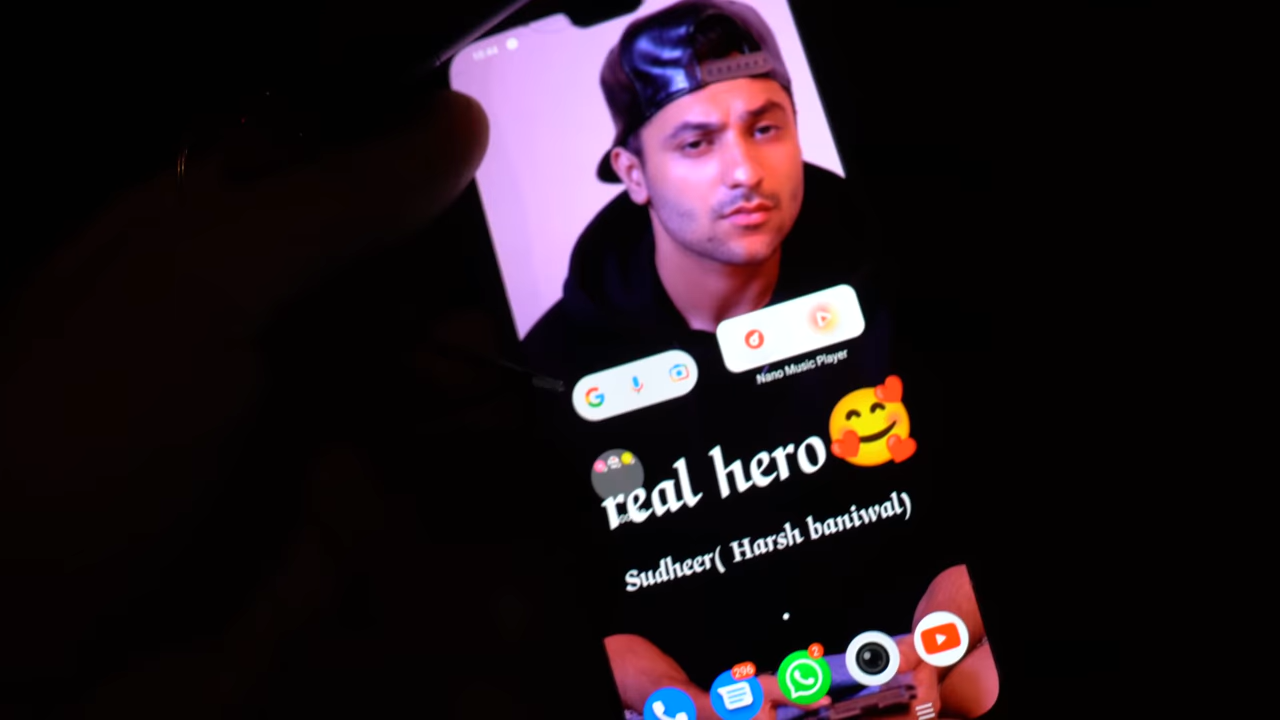 Nano Music Player
real hero🥰
Sudheer( Harsh baniwal)
2
296